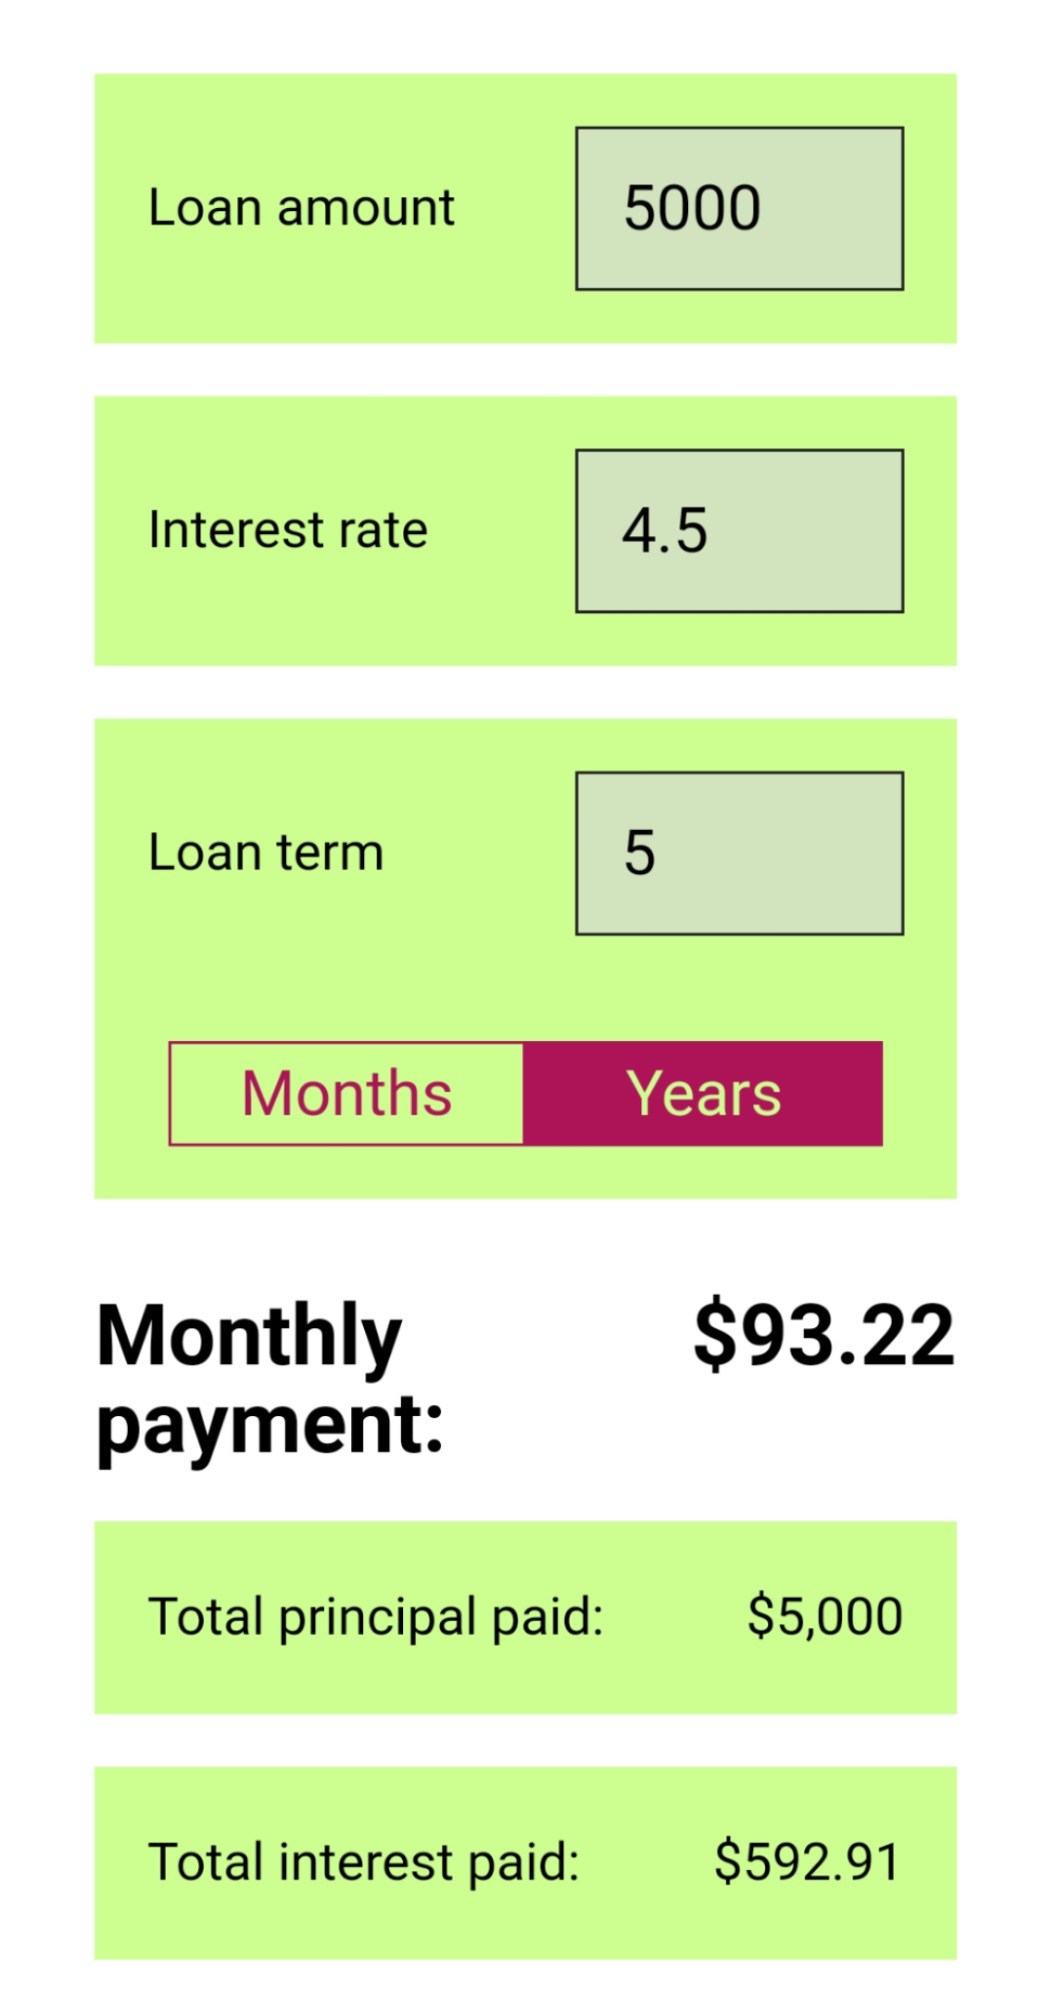 Loan amount 5000
Interest rate 4.5
Loan term 5
Months Years
Monthly $93.22
payment:
Total principal paid: $5,000
Total interest paid: $592.91